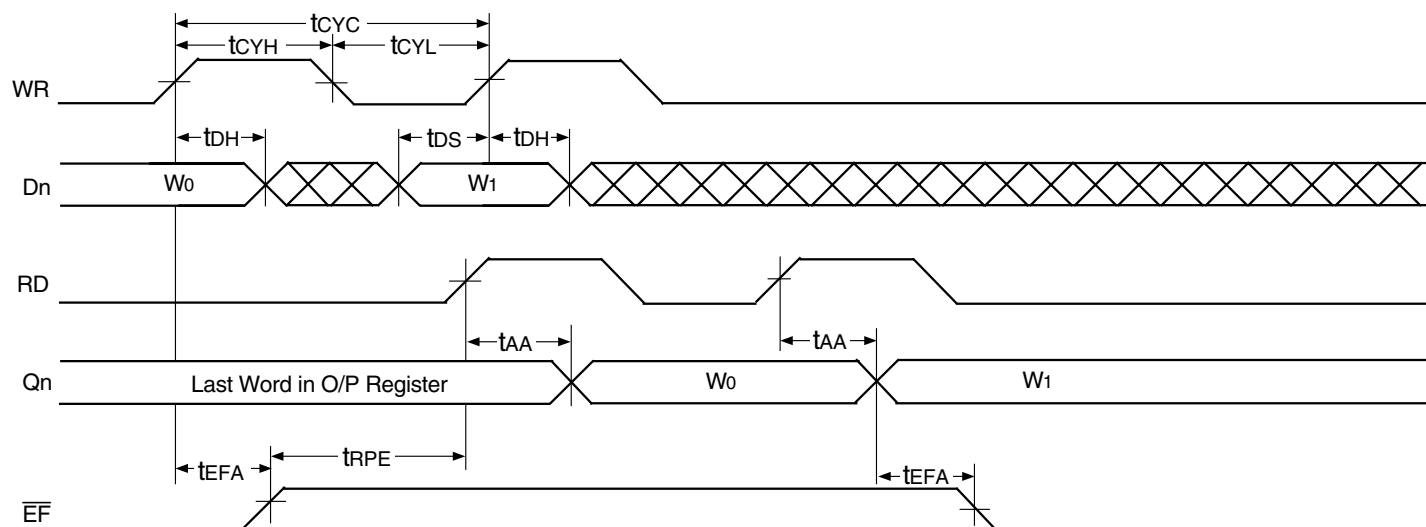 tCYC
tCYH tCYL
WR
tDH tDS tDH
Dn W0 W1
RD
tAA tAA
Qn Last Word in O/P Register W0 W1
tEFA tRPE tEFA
E̅F̅